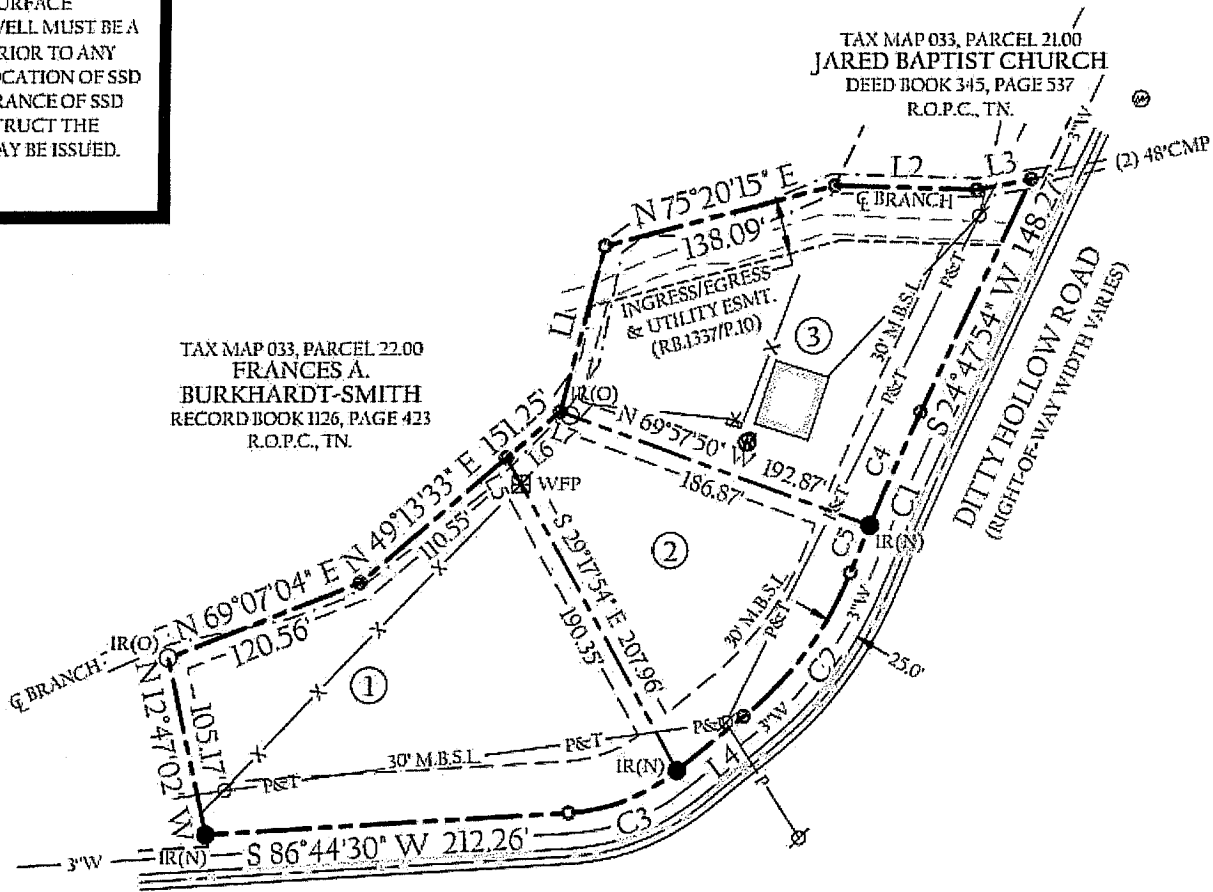 SURFACE
WELL MUST BE A
PRIOR TO ANY
LOCATION OF SSD
RANCE OF SSD
TRUCT THE
AY BE ISSUED.
TAX MAP 033, PARCEL 21.00
JARED BAPTIST CHURCH
DEED BOOK 345, PAGE 537
R.O.P.C., TN.
(2) 48"CMP
3"W
L2
L3
℄ BRANCH
N 75°20'15" E
138.09'
INGRESS/EGRESS
& UTILITY ESMT.
(RB.1337/P.10)
L1
3
P&T
30' M.B.S.L.
P&T
S 24°47'54" W 148.27'
DITTY HOLLOW ROAD
(RIGHT-OF-WAY WIDTH VARIES)
TAX MAP 033, PARCEL 22.00
FRANCES A.
BURKHARDT-SMITH
RECORD BOOK 1126, PAGE 423
R.O.P.C., TN.
IR(O)
N 69°57'50" W 192.87'
186.87'
L7
L6
L5
WFP
P&T
C4
C1
C5
IR(N)
N 49°13'33" E 151.25'
110.55'
2
S 29°17'54" E 207.96'
190.35'
30' M.B.S.L.
P&T
3"W
C2
25.0'
N 69°07'04" E
120.56'
IR(O)
℄ BRANCH
N 12°47'02" W
105.17'
1
P&T
30' M.B.S.L.
P&T
P&T
3"W
IR(N)
L4
P
C3
3"W
IR(N)
S 86°44'30" W 212.26'